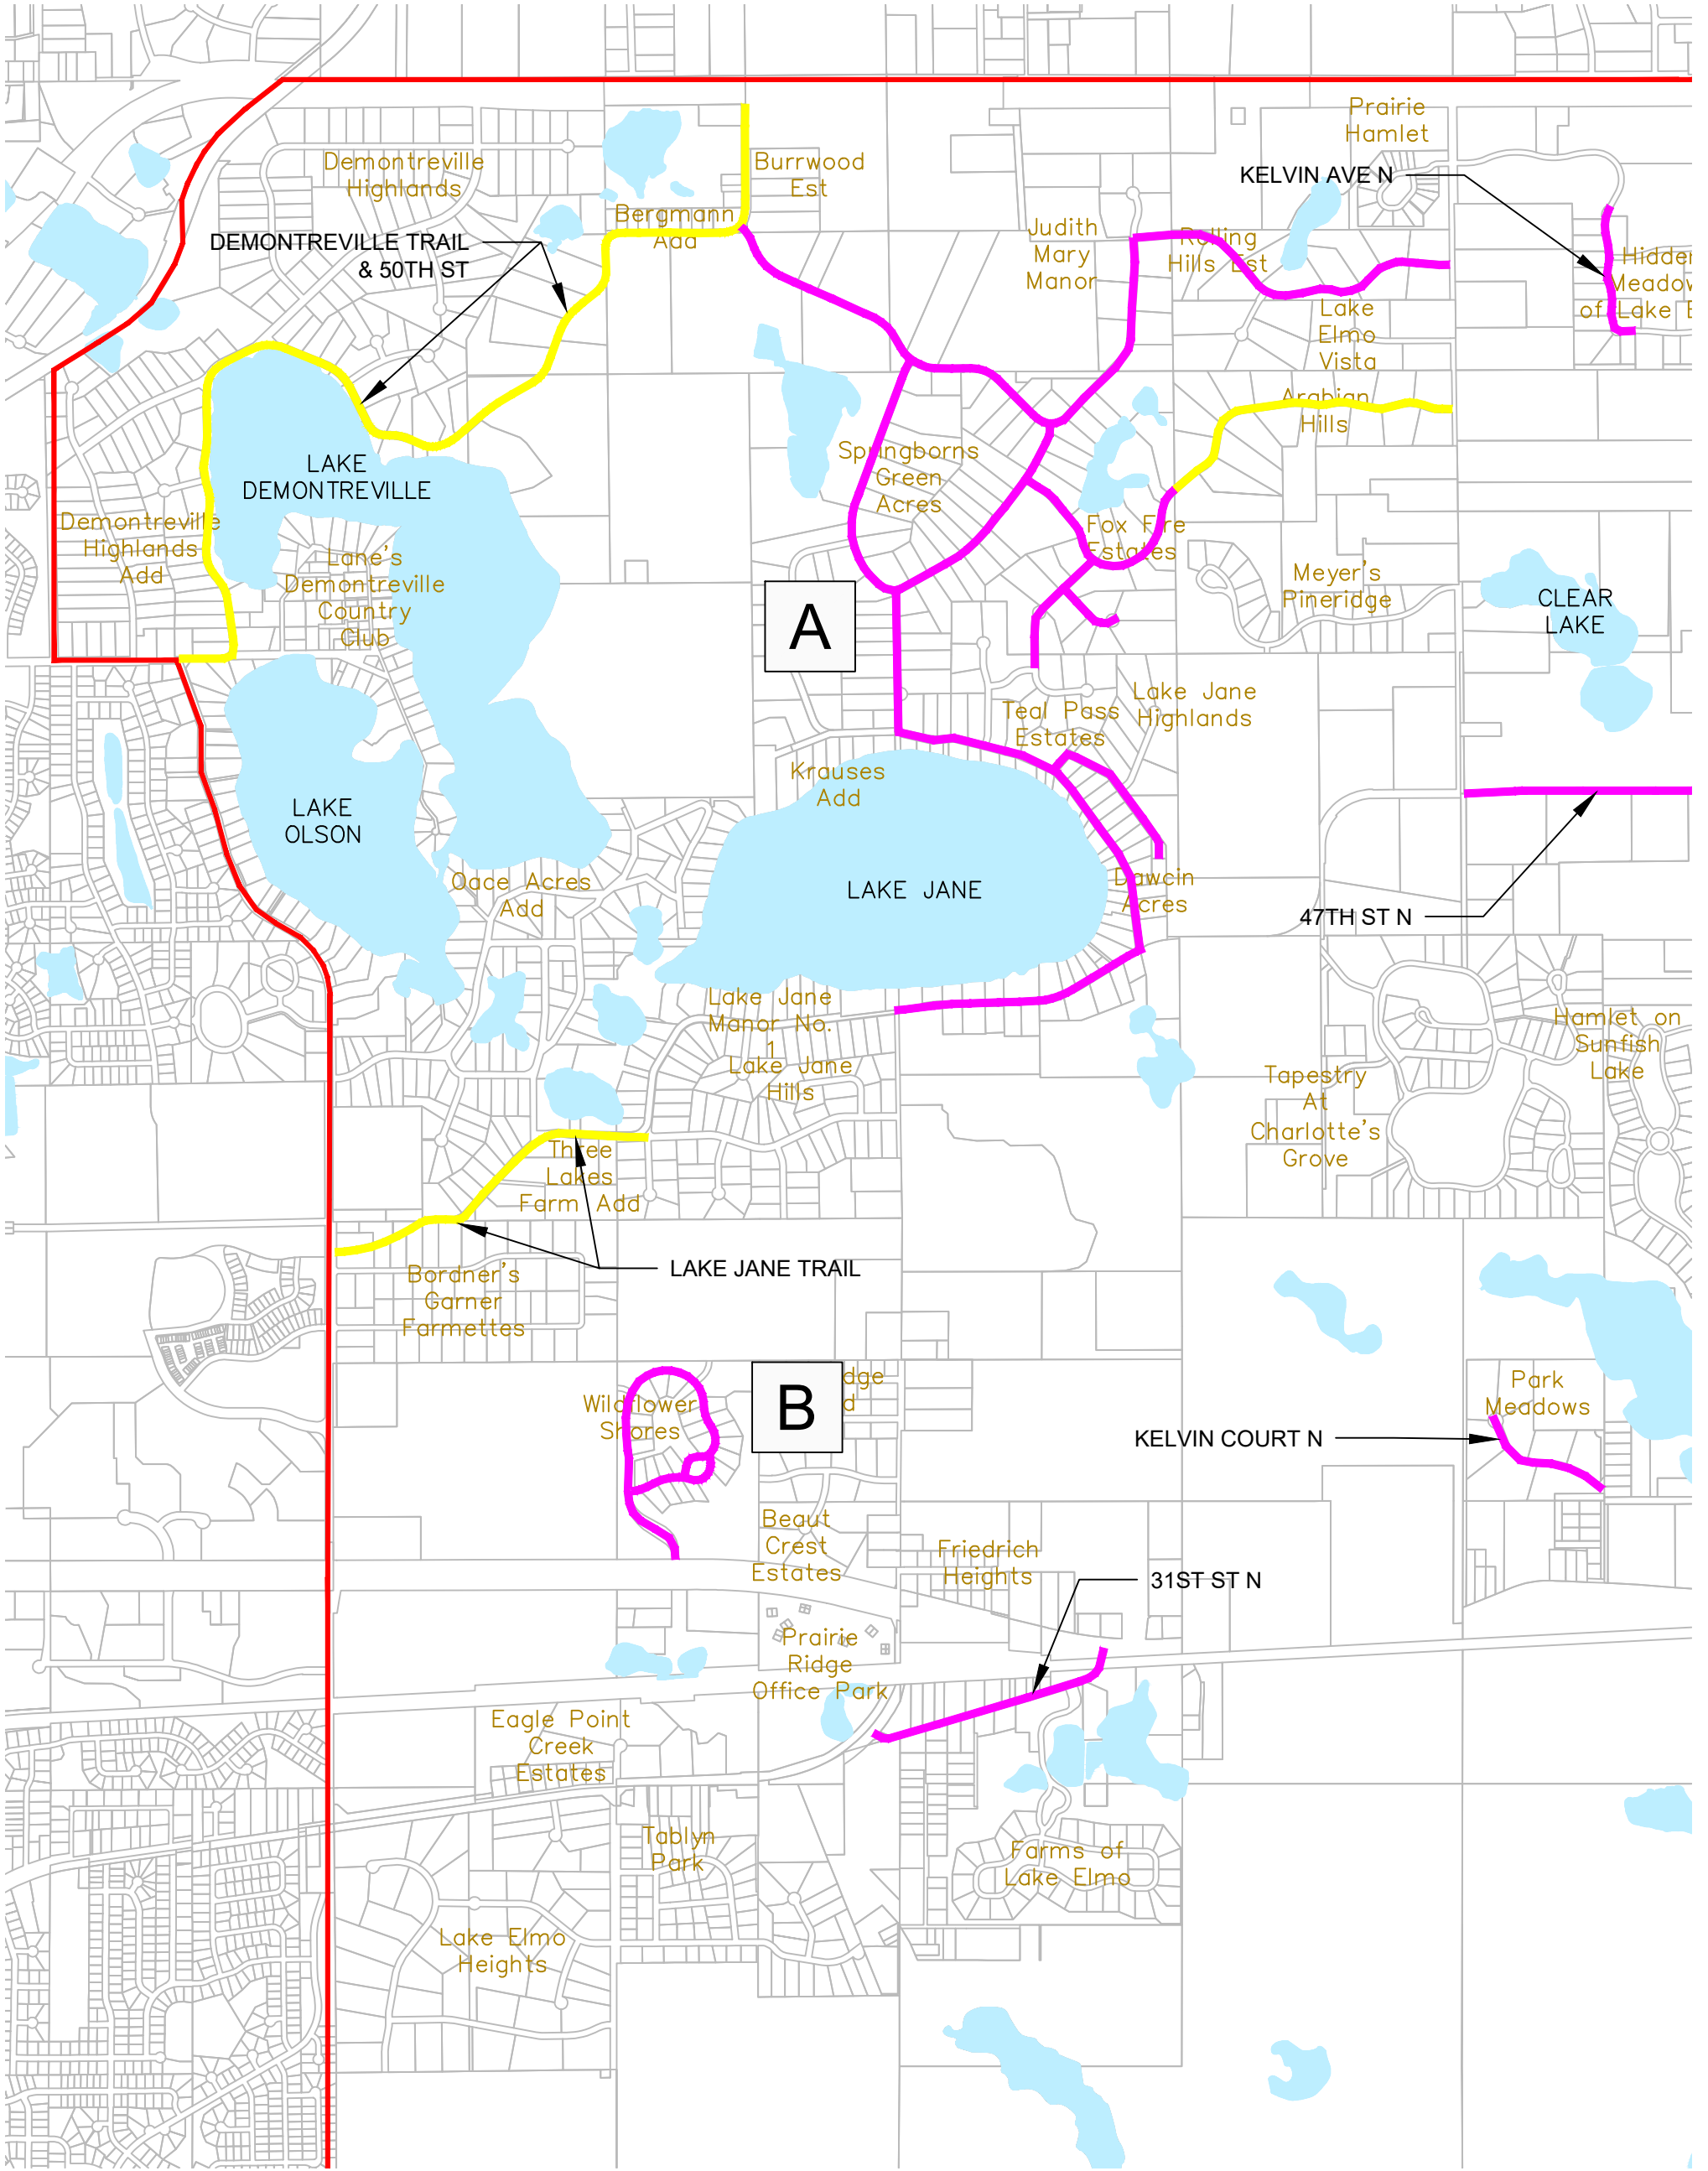 Prairie
Hamlet
Demontreville
Highlands
Burrwood
Est
KELVIN AVE N
Bergmann
Add
DEMONTREVILLE TRAIL
& 50TH ST
Judith
Mary
Manor
Rolling
Hills Est
Hidden
Meadow
of Lake E
Lake
Elmo
Vista
Arabian
Hills
LAKE
DEMONTREVILLE
Springborns
Green
Acres
Demontreville
Highlands
Add
Lane's
Demontreville
Country
Club
Fox Fire
Estates
Meyer's
Pineridge
CLEAR
LAKE
A
Lake Jane
Highlands
Teal Pass
Estates
Krauses
Add
LAKE
OLSON
Oace Acres
Add
LAKE JANE
Dawcin
Acres
47TH ST N
Lake Jane
Manor No.
1
Lake Jane
Hills
Hamlet on
Sunfish
Lake
Tapestry
At
Charlotte's
Grove
Three
Lakes
Farm Add
LAKE JANE TRAIL
Bordner's
Garner
Farmettes
Wildflower
Shores
B
dge
d
Park
Meadows
KELVIN COURT N
Beaut
Crest
Estates
Friedrich
Heights
31ST ST N
Prairie
Ridge
Office Park
Eagle Point
Creek
Estates
Tablyn
Park
Farms of
Lake Elmo
Lake Elmo
Heights